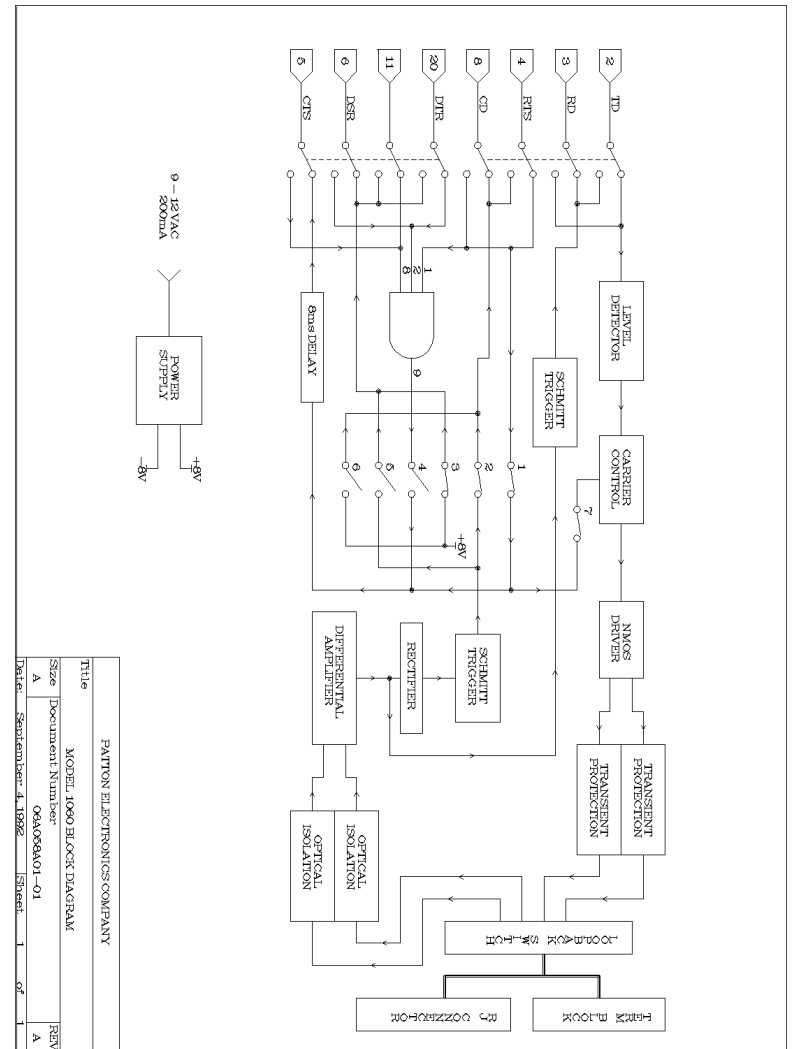 2
TD
LEVEL
DETECTOR
CARRIER
CONTROL
NMOS
DRIVER
TRANSIENT
PROTECTION
TRANSIENT
PROTECTION
TERM BLOCK
3
RD
7
4
RTS
SCHMITT
TRIGGER
LOOPBACK SWITCH
8
CD
1
1
2
8
9
2
3
4
5
6
+8V
SCHMITT
TRIGGER
RECTIFIER
DIFFERENTIAL
AMPLIFIER
OPTICAL
ISOLATION
OPTICAL
ISOLATION
RJ CONNECTOR
20
DTR
11
6
DSR
5
CTS
8ms DELAY
9 - 12 VAC
200mA
POWER
SUPPLY
+8V
-8V
PATTON ELECTRONICS COMPANY
Title
MODEL 1060 BLOCK DIAGRAM
Size Document Number REV
A 06A058A01-01 A
Date: September 4, 1992 Sheet 1 of 1